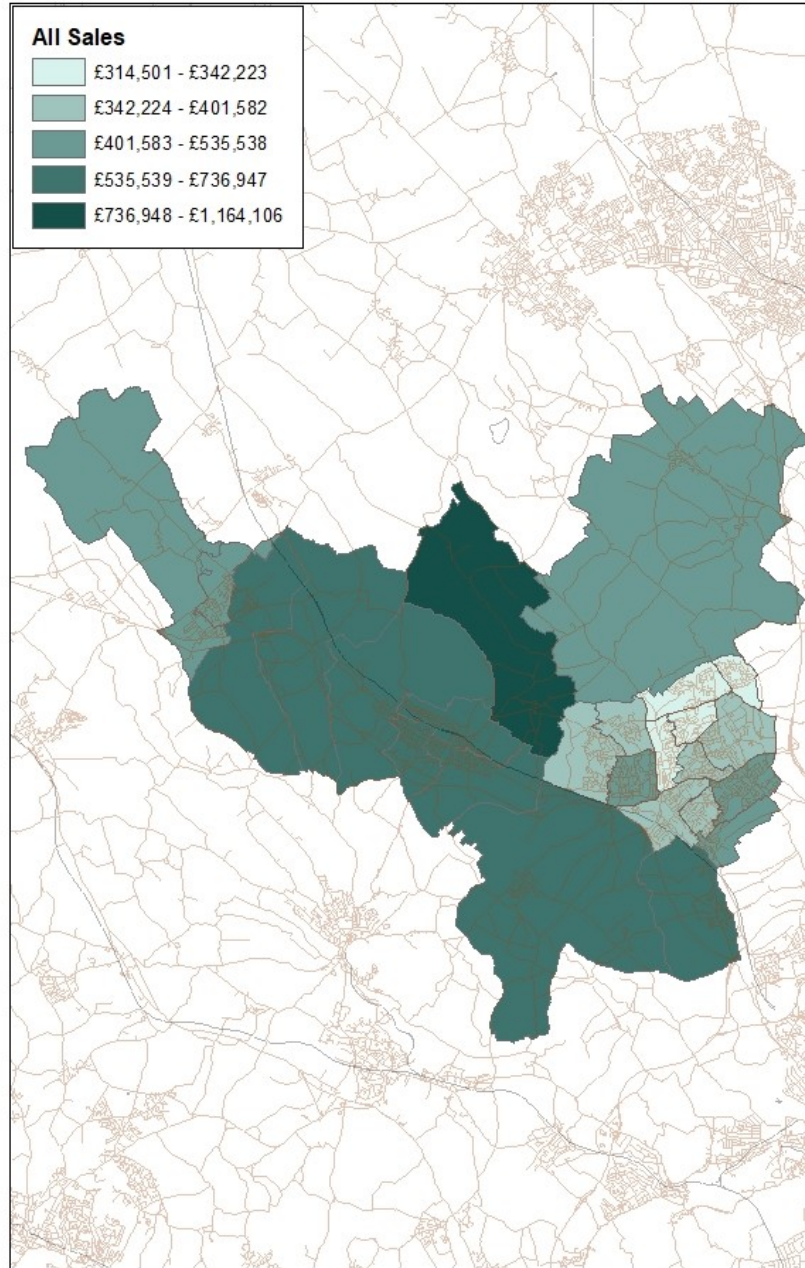 All Sales
£314,501 - £342,223
£342,224 - £401,582
£401,583 - £535,538
£535,539 - £736,947
£736,948 - £1,164,106